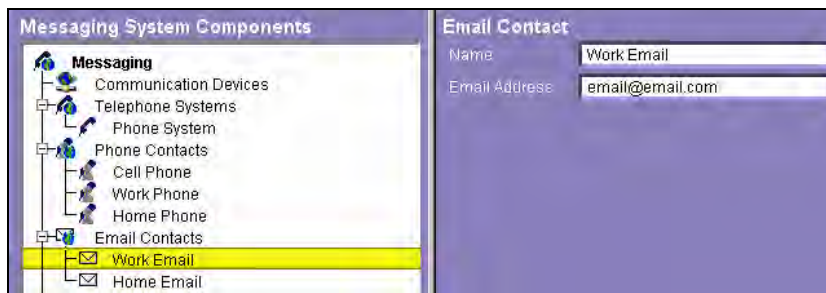 Messaging System Components
Messaging
Communication Devices
Telephone Systems
Phone System
Phone Contacts
Cell Phone
Work Phone
Home Phone
Email Contacts
Work Email
Home Email
Email Contact
Name Work Email
Email Address email@email.com